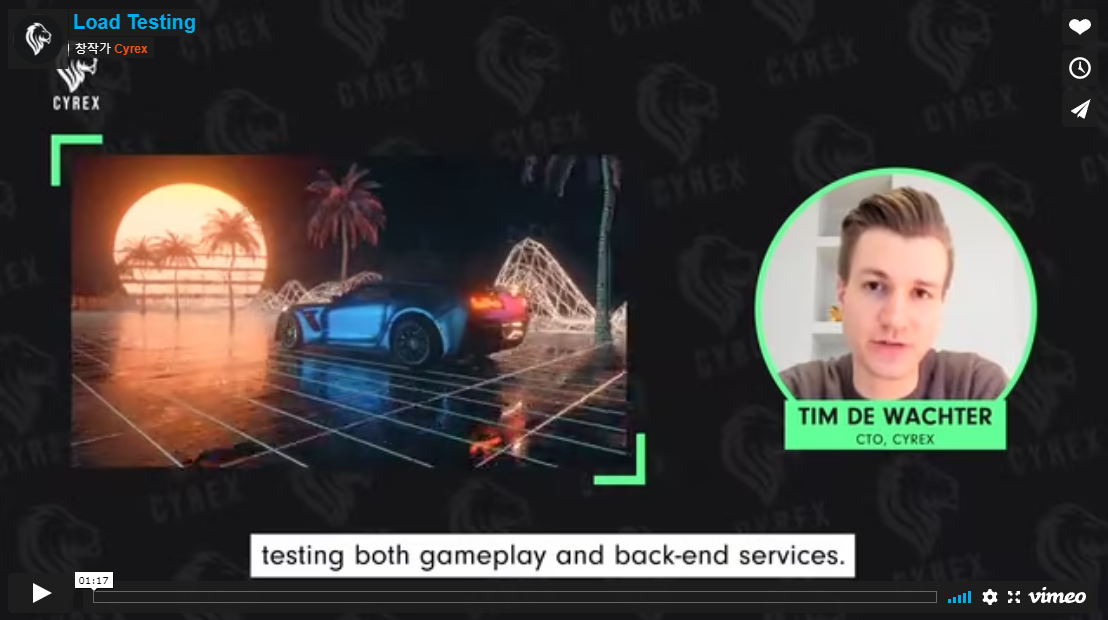 Load Testing
창작가 Cyrex
CYREX
TIM DE WACHTER
CTO, CYREX
testing both gameplay and back-end services.
01:17
vimeo